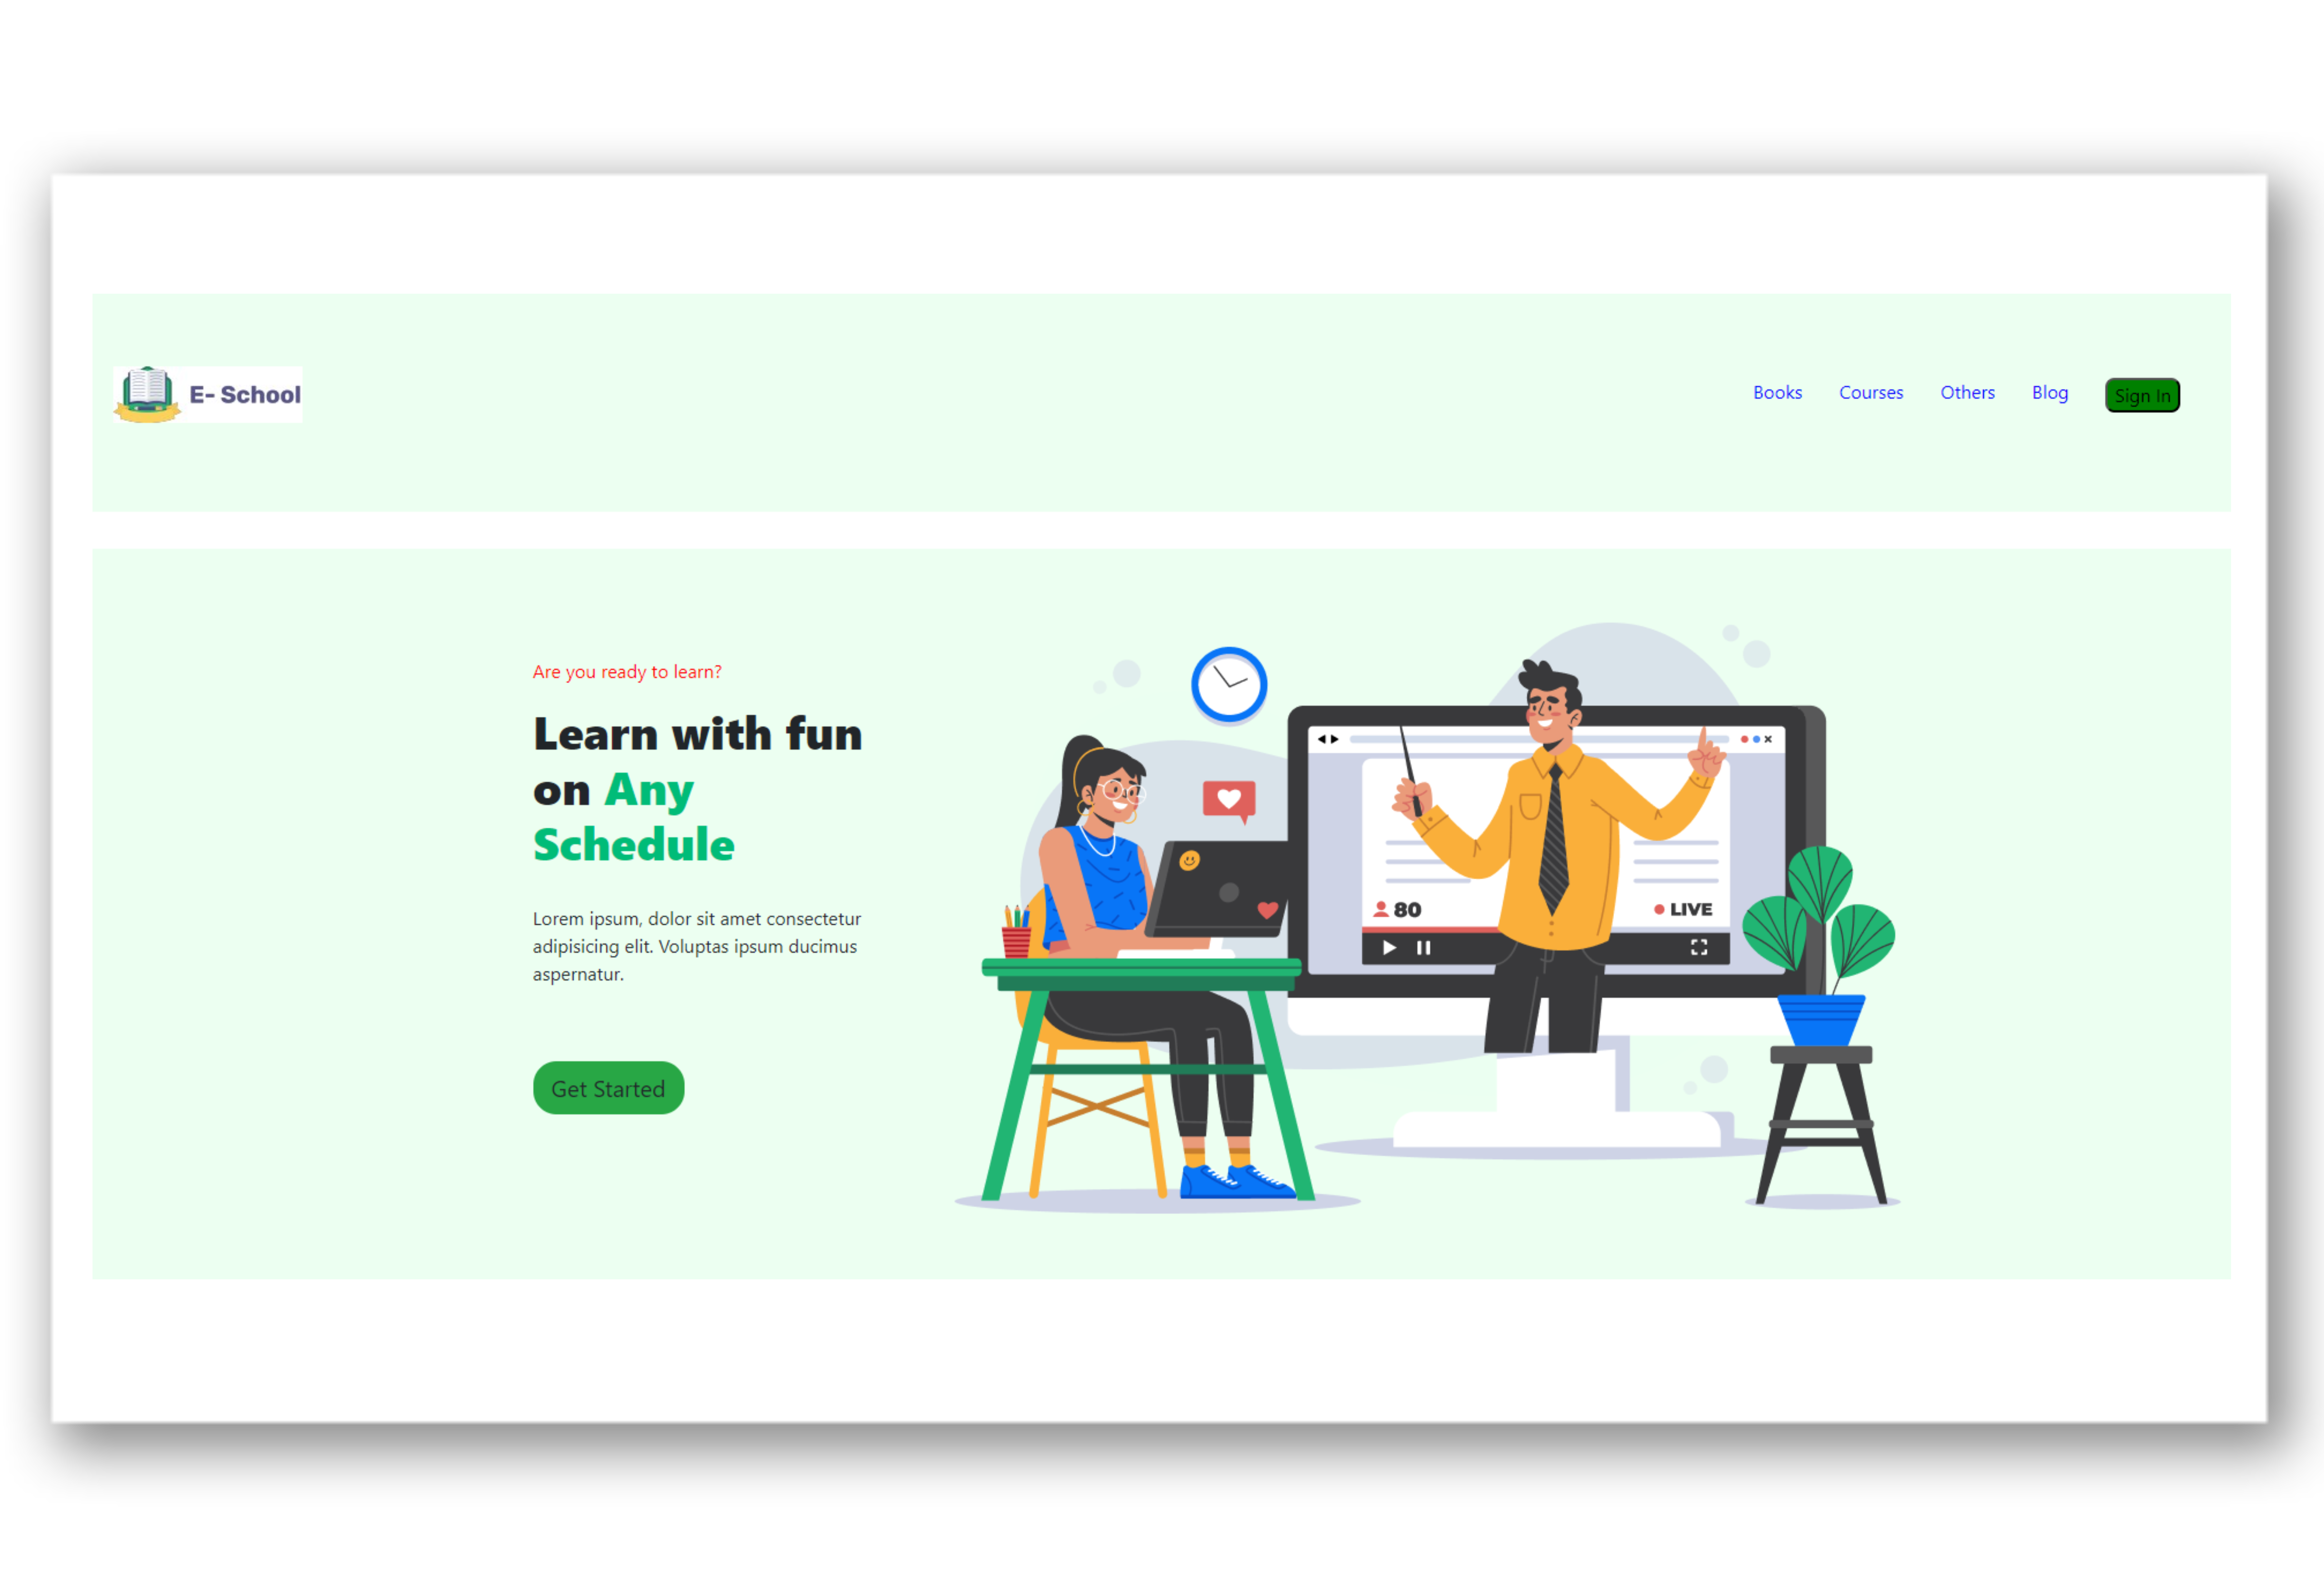 E- School
Books Courses Others Blog Sign In
Are you ready to learn?
Learn with fun
on Any
Schedule
Lorem ipsum, dolor sit amet consectetur
adipisicing elit. Voluptas ipsum ducimus
aspernatur.
Get Started
80
LIVE